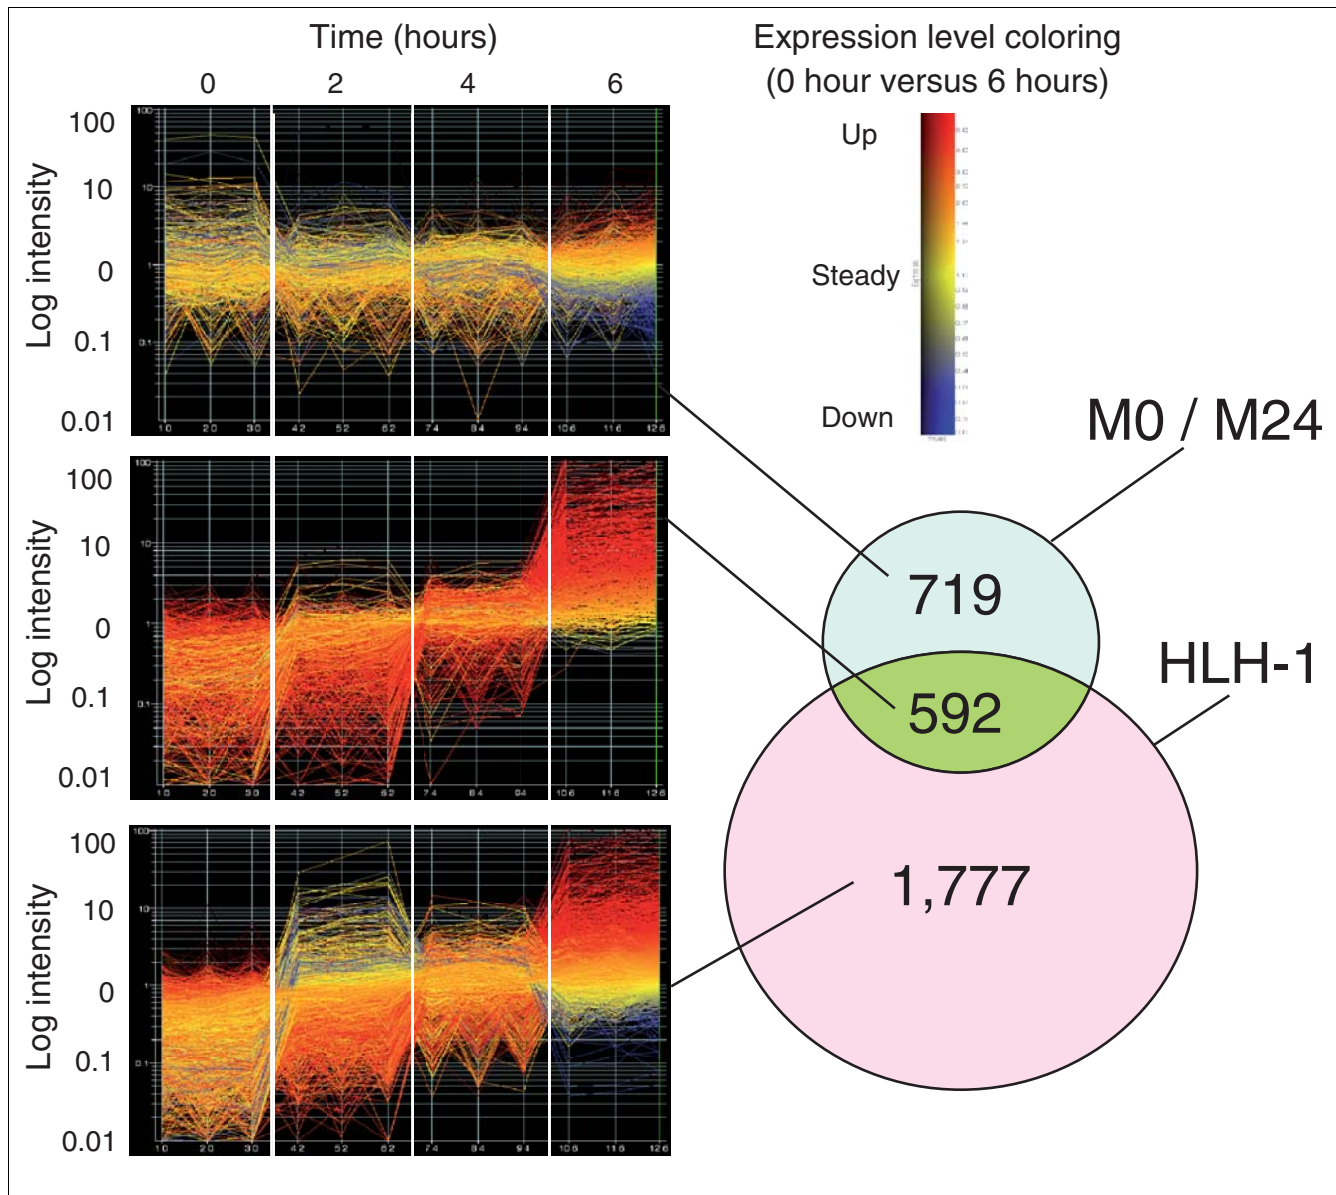 Time (hours)
0 2 4 6
Expression level coloring
(0 hour versus 6 hours)
Up
Steady
Down
Log intensity
100
10
0
0.1
0.01
Log intensity
100
10
0
0.1
0.01
Log intensity
100
10
0
0.1
0.01
M0 / M24
719
HLH-1
592
1,777